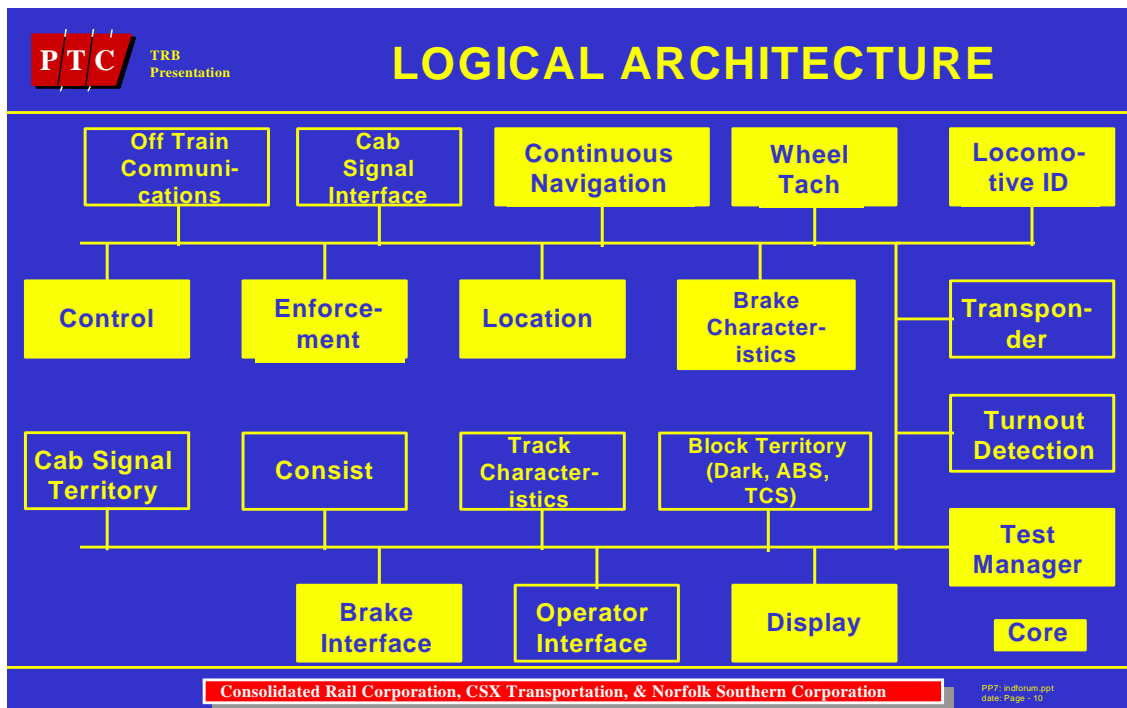 PTC
TRB
Presentation
LOGICAL ARCHITECTURE
Off Train
Communi-
cations
Cab
Signal
Interface
Continuous
Navigation
Wheel
Tach
Locomo-
tive ID
Control
Enforce-
ment
Location
Brake
Character-
istics
Transpon-
der
Cab Signal
Territory
Consist
Track
Character-
istics
Block Territory
(Dark, ABS,
TCS)
Turnout
Detection
Test
Manager
Brake
Interface
Operator
Interface
Display
Core
Consolidated Rail Corporation, CSX Transportation, & Norfolk Southern Corporation
PP7: indforum.ppt
date: Page - 10